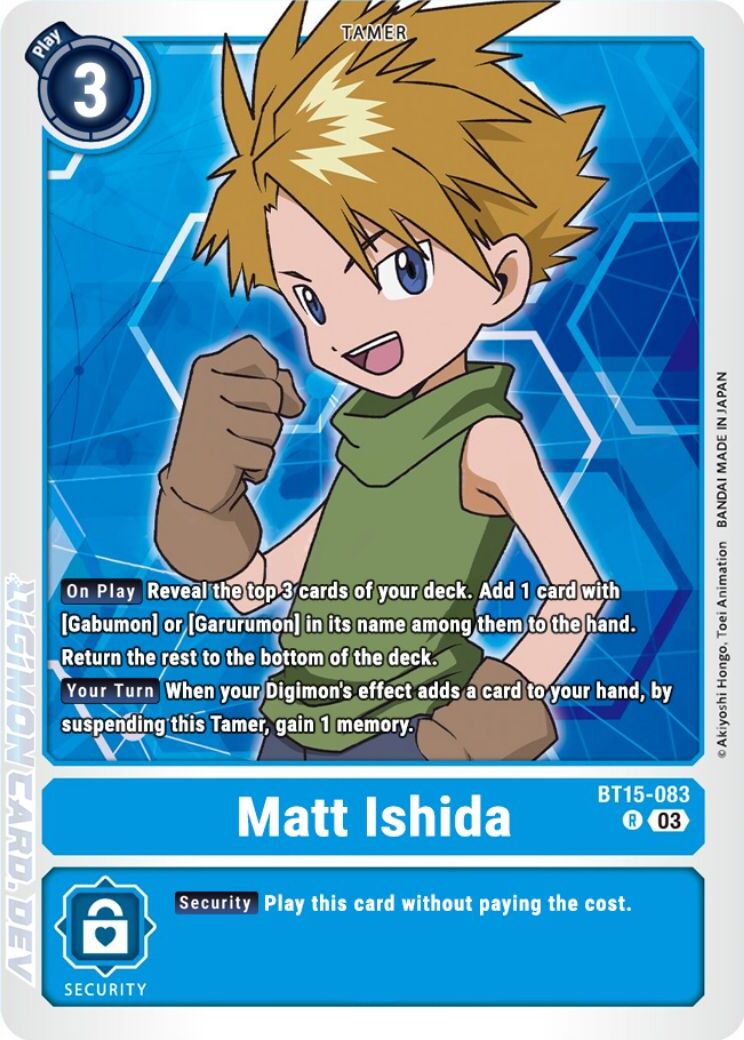 Play
3
TAMER
On Play Reveal the top 3 cards of your deck. Add 1 card with
[Gabumon] or [Garurumon] in its name among them to the hand.
Return the rest to the bottom of the deck.
Your Turn When your Digimon's effect adds a card to your hand, by
suspending this Tamer, gain 1 memory.
© Akiyoshi Hongo, Toei Animation BANDAI MADE IN JAPAN
DIGIMON CARD.DEV
Matt Ishida
BT15-083
R 03
Security Play this card without paying the cost.
SECURITY